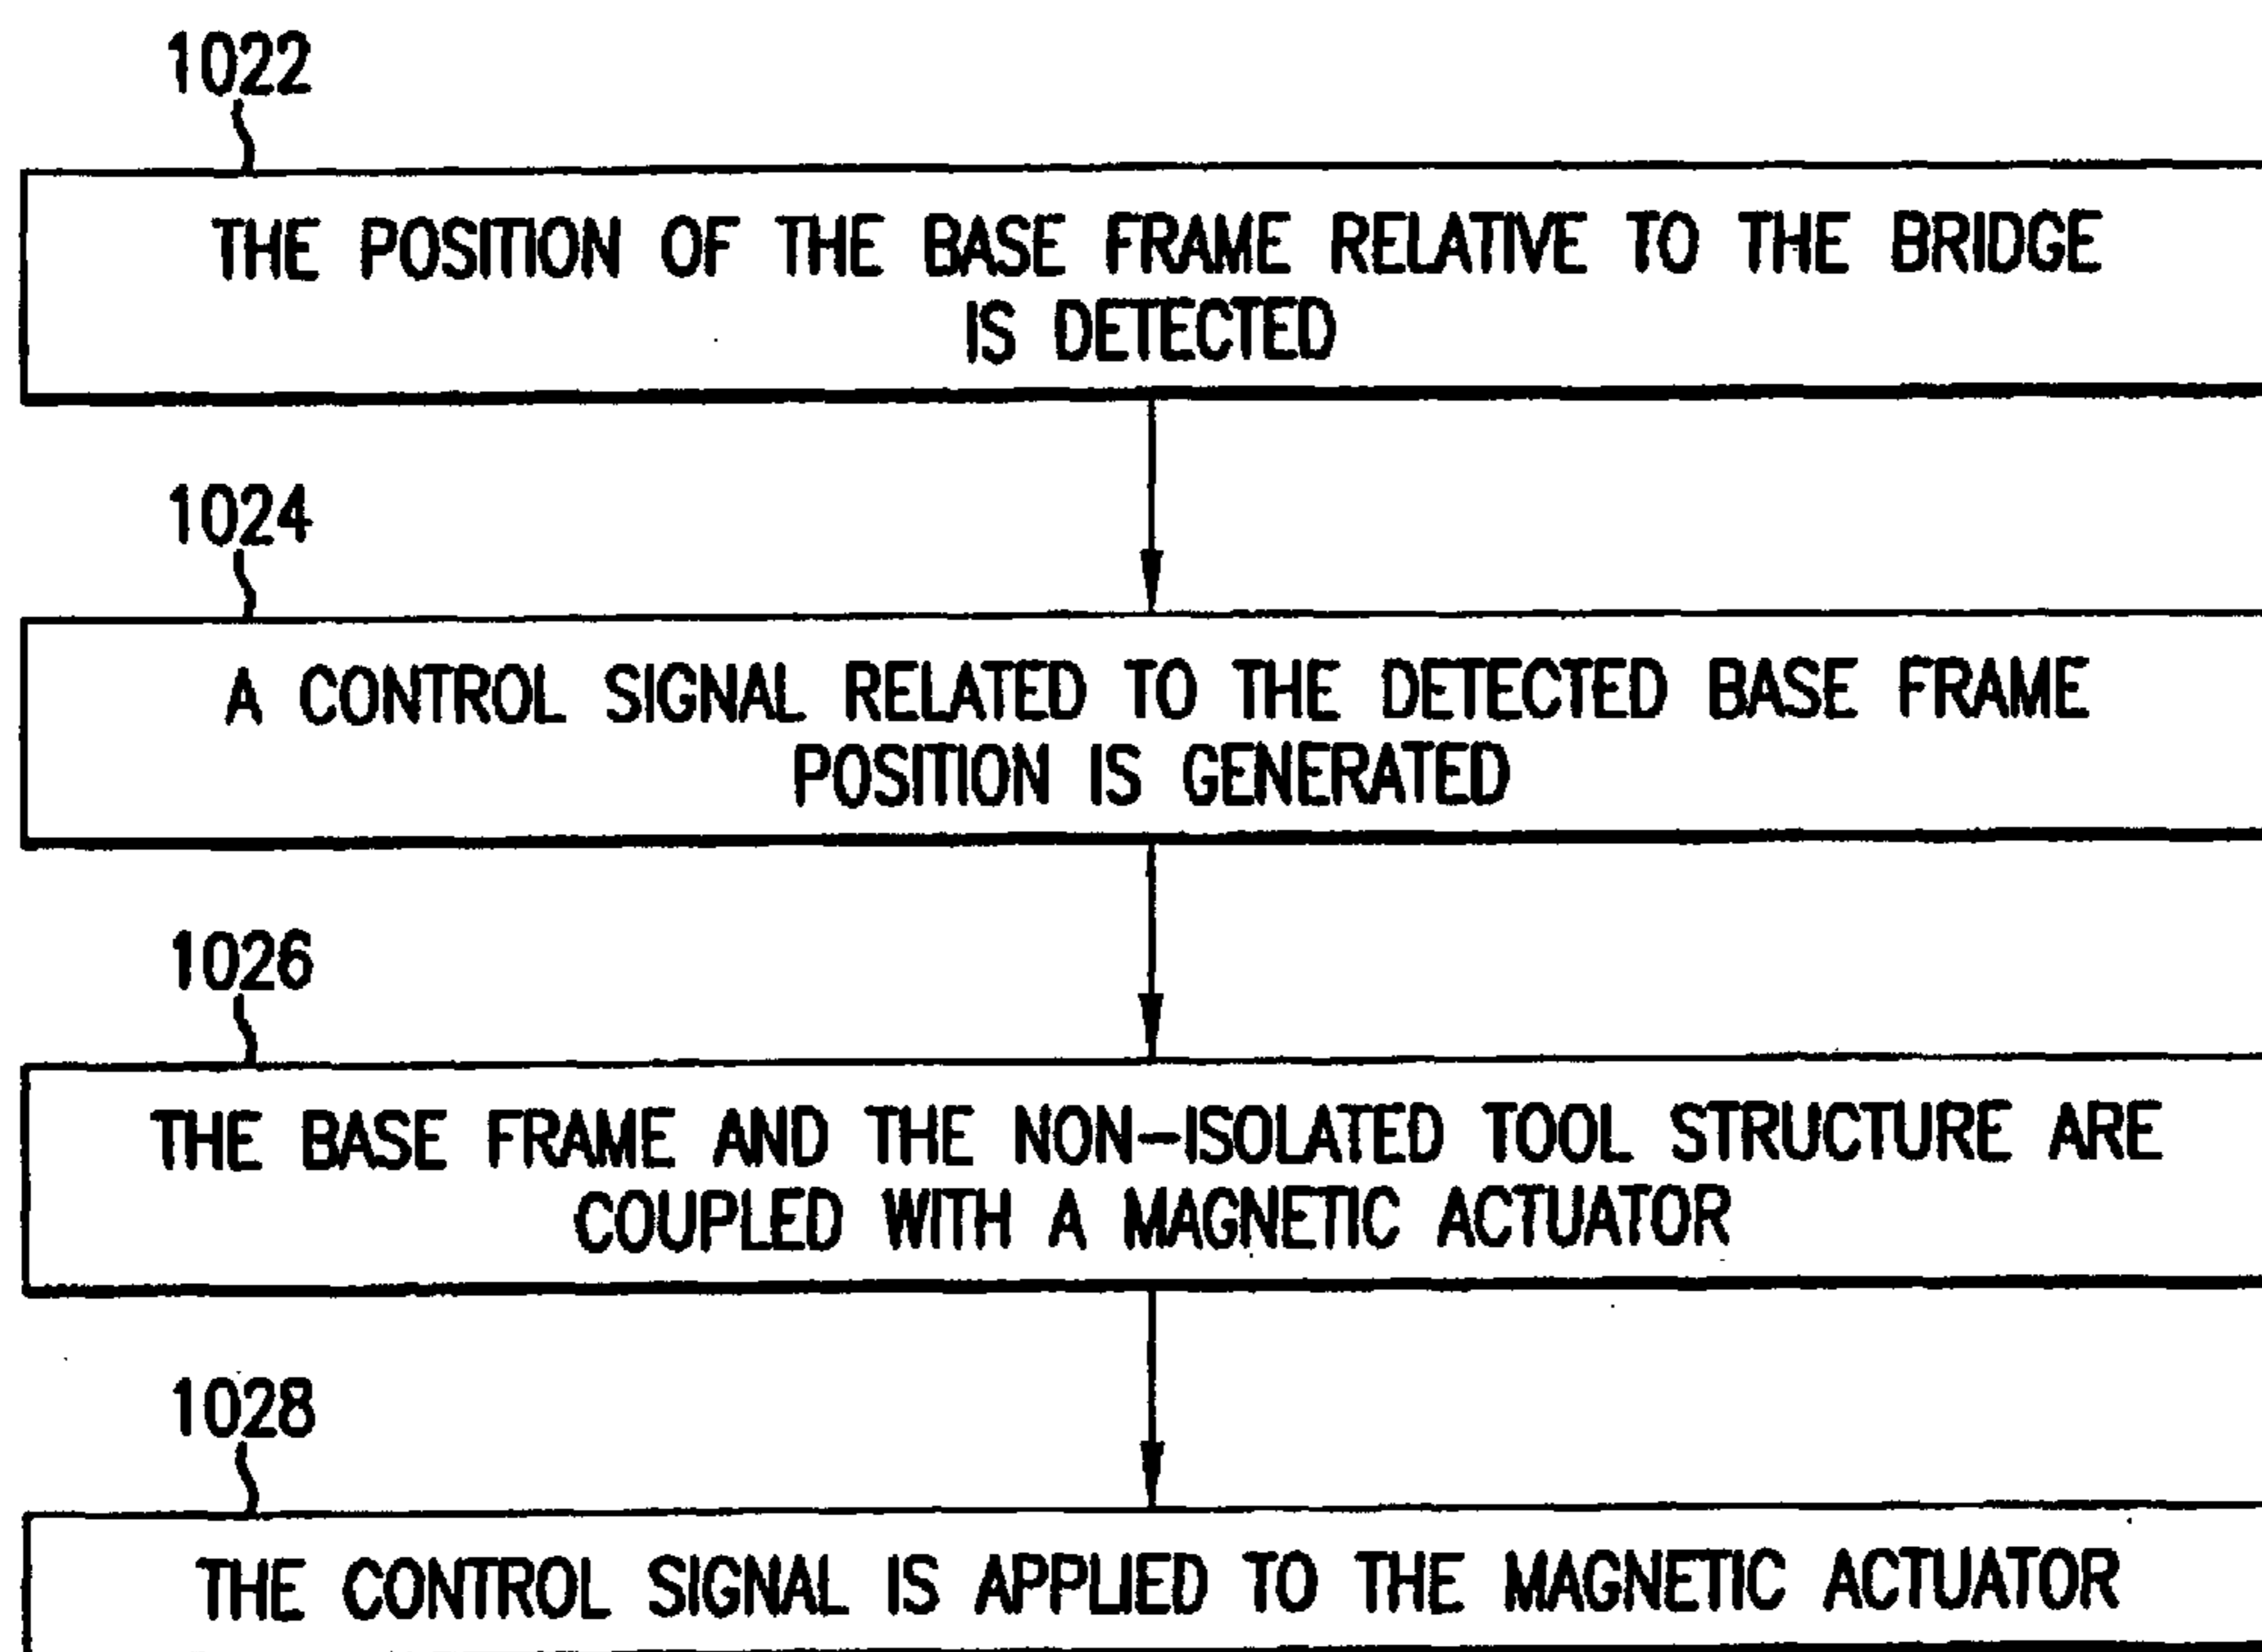 1022
THE POSITION OF THE BASE FRAME RELATIVE TO THE BRIDGE
IS DETECTED
1024
A CONTROL SIGNAL RELATED TO THE DETECTED BASE FRAME
POSITION IS GENERATED
1026
THE BASE FRAME AND THE NON-ISOLATED TOOL STRUCTURE ARE
COUPLED WITH A MAGNETIC ACTUATOR
1028
THE CONTROL SIGNAL IS APPLIED TO THE MAGNETIC ACTUATOR